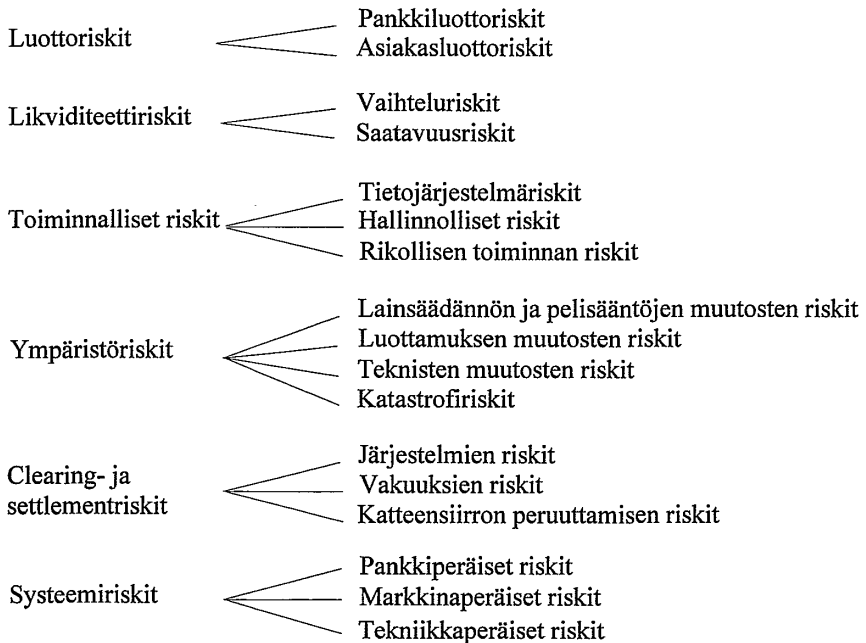 Luottoriskit
Pankkiluottoriskit
Asiakasluottoriskit
Likviditeettiriskit
Vaihteluriskit
Saatavuusriskit
Toiminnalliset riskit
Tietojärjestelmäriskit
Hallinnolliset riskit
Rikollisen toiminnan riskit
Ympäristöriskit
Lainsäädännön ja pelisääntöjen muutosten riskit
Luottamuksen muutosten riskit
Teknisten muutosten riskit
Katastrofiriskit
Clearing- ja
settlementriskit
Järjestelmien riskit
Vakuuksien riskit
Katteensiirron peruuttamisen riskit
Systeemiriskit
Pankkiperäiset riskit
Markkinaperäiset riskit
Tekniikkaperäiset riskit